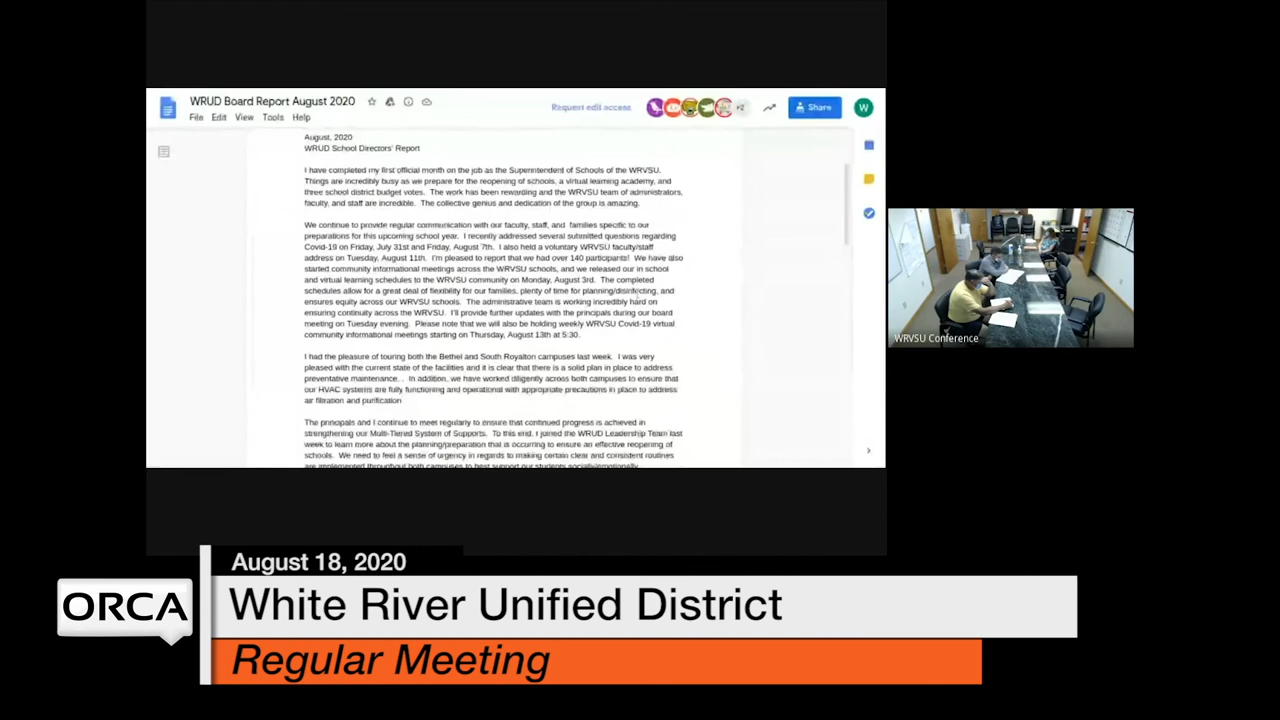 WRUD Board Report August 2020
Request edit access
+2
Share
W
File Edit View Tools Help
August, 2020
WRUD School Directors' Report
I have completed my first official month on the job as the Superintendent of Schools of the WRVSU.
Things are incredibly busy as we prepare for the reopening of schools, a virtual learning academy, and
three school district budget votes. The work has been rewarding and the WRVSU team of administrators,
faculty, and staff are incredible. The collective genius and dedication of the group is amazing.
We continue to provide regular communication with our faculty, staff, and families specific to our
preparations for this upcoming school year. I recently addressed several submitted questions regarding
Covid-19 on Friday, July 31st and Friday, August 7th. I also held a voluntary WRVSU faculty/staff
address on Tuesday, August 11th. I'm pleased to report that we had over 140 participants! We have also
started community informational meetings across the WRVSU schools, and we released our in school
and virtual learning schedules to the WRVSU community on Monday, August 3rd. The completed
schedules allow for a great deal of flexibility for our families, plenty of time for planning/disinfecting, and
ensures equity across our WRVSU schools. The administrative team is working incredibly hard on
ensuring continuity across the WRVSU. I'll provide further updates with the principals during our board
meeting on Tuesday evening. Please note that we will also be holding weekly WRVSU Covid-19 virtual
community informational meetings starting on Thursday, August 13th at 5:30.
I had the pleasure of touring both the Bethel and South Royalton campuses last week. I was very
pleased with the current state of the facilities and it is clear that there is a solid plan in place to address
preventative maintenance. . In addition, we have worked diligently across both campuses to ensure that
our HVAC systems are fully functioning and operational with appropriate precautions in place to address
air filtration and purification
The principals and I continue to meet regularly to ensure that continued progress is achieved in
strengthening our Multi-Tiered System of Supports. To this end, I joined the WRUD Leadership Team last
week to learn more about the planning/preparation that is occurring to ensure an effective reopening of
schools. We need to feel a sense of urgency in regards to making certain clear and consistent routines
are implemented throughout both campuses to best support our students socially/emotionally.
WRVSU Conference
August 18, 2020
ORCA
White River Unified District
Regular Meeting